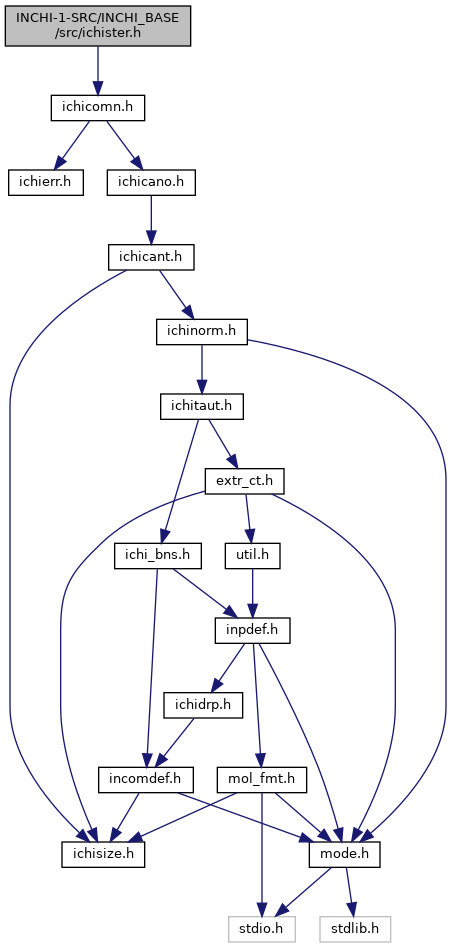 INCHI-1-SRC/INCHI_BASE
/src/ichister.h
ichicomn.h
ichierr.h
ichicano.h
ichicant.h
ichinorm.h
ichitaut.h
extr_ct.h
ichi_bns.h
util.h
inpdef.h
ichidrp.h
incomdef.h
mol_fmt.h
ichisize.h
mode.h
stdio.h
stdlib.h